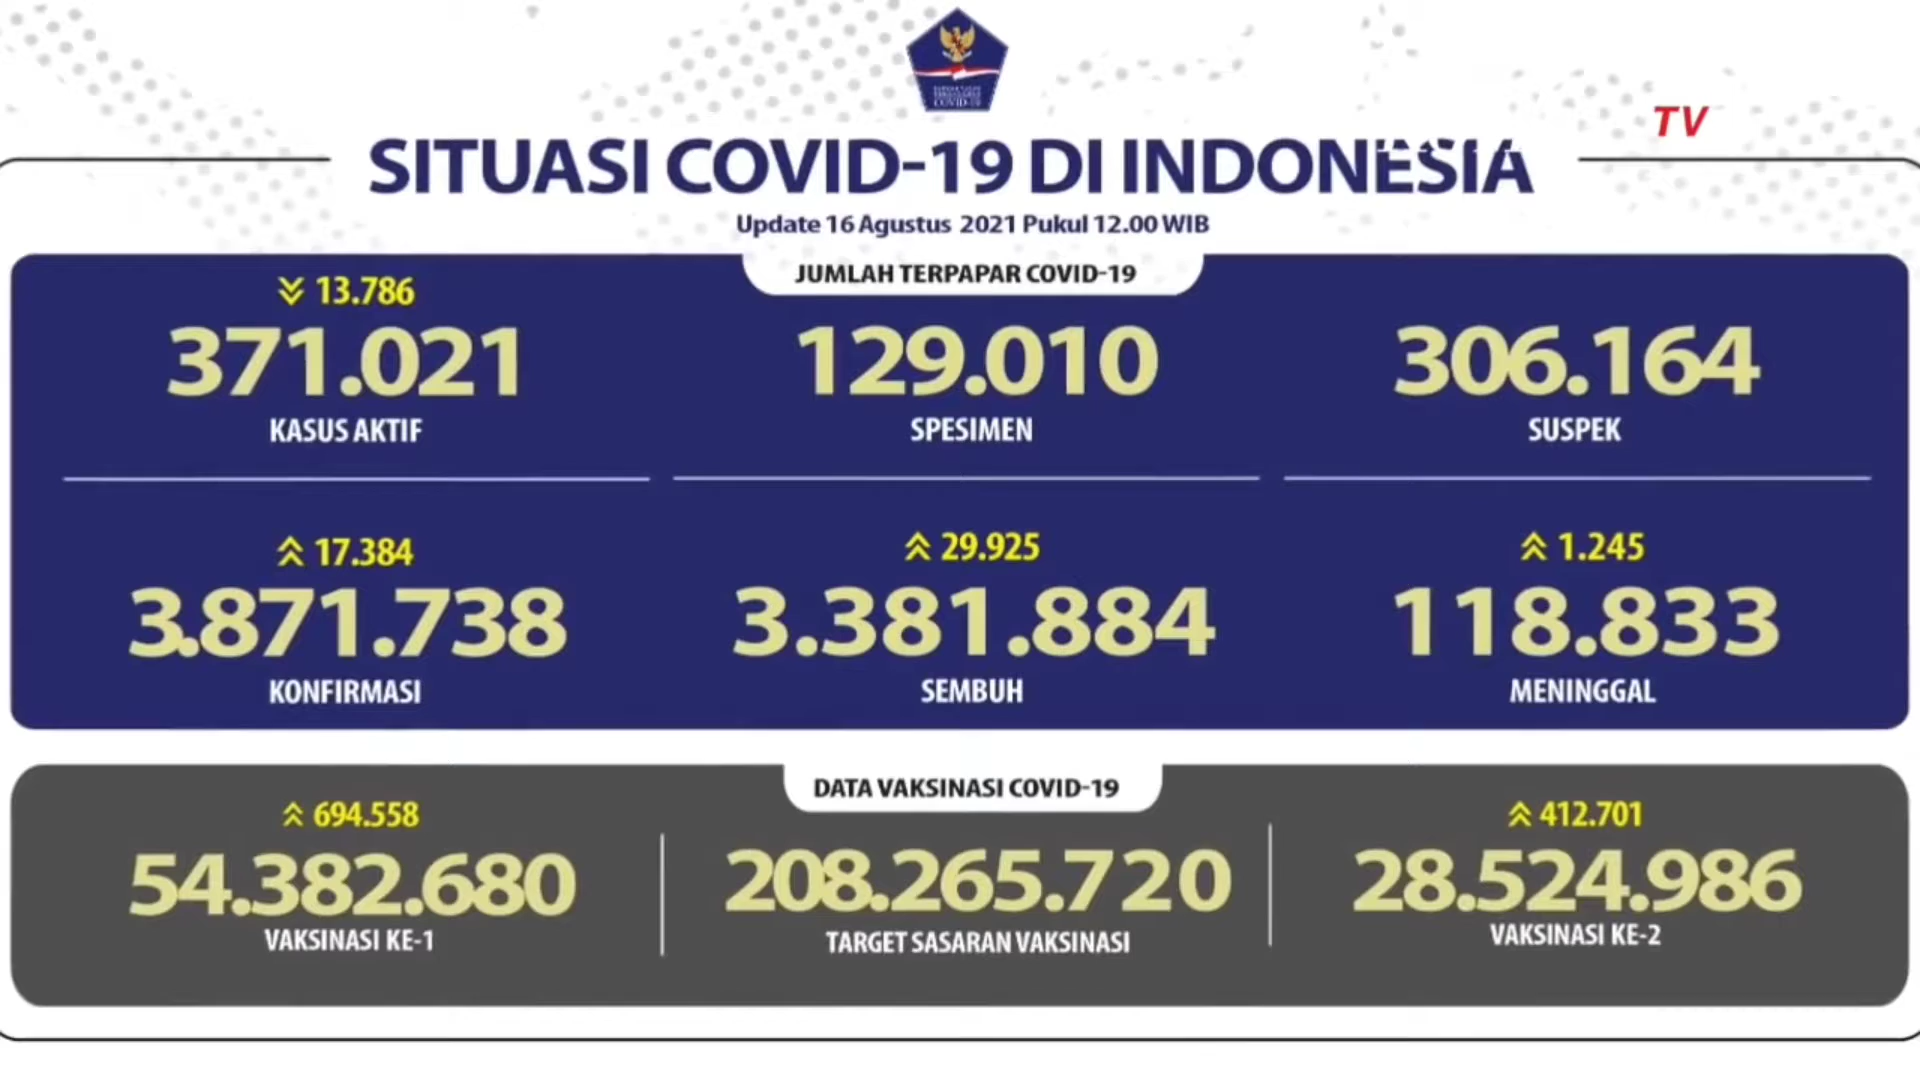 COVID-19
TV
SITUASI COVID-19 DI INDONESIA
Update 16 Agustus 2021 Pukul 12.00 WIB
JUMLAH TERPAPAR COVID-19
13.786
371.021
KASUS AKTIF
129.010
SPESIMEN
306.164
SUSPEK
17.384
3.871.738
KONFIRMASI
29.925
3.381.884
SEMBUH
1.245
118.833
MENINGGAL
DATA VAKSINASI COVID-19
694.558
54.382.680
VAKSINASI KE-1
208.265.720
TARGET SASARAN VAKSINASI
412.701
28.524.986
VAKSINASI KE-2